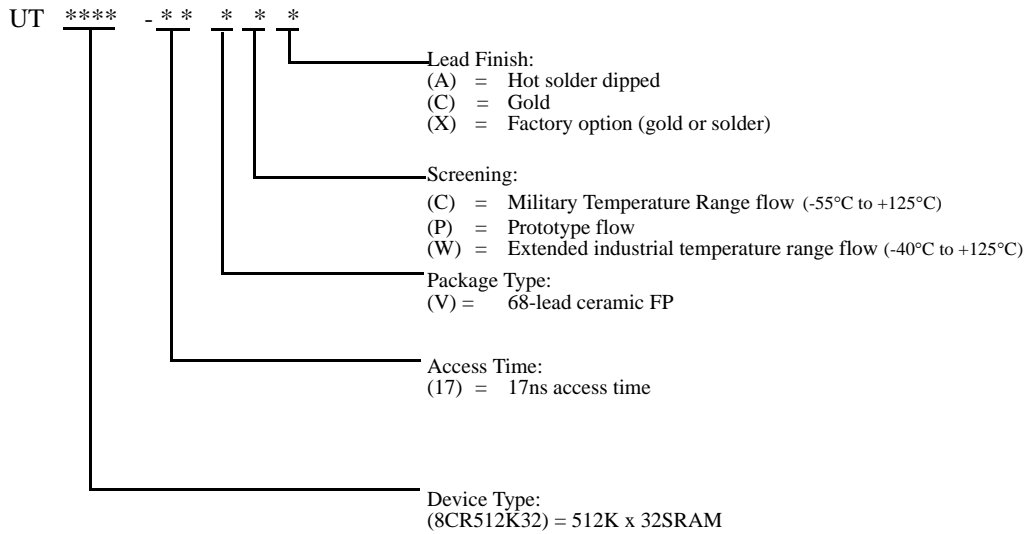 UT **** - * * * * *
Lead Finish:
(A) = Hot solder dipped
(C) = Gold
(X) = Factory option (gold or solder)
Screening:
(C) = Military Temperature Range flow (-55°C to +125°C)
(P) = Prototype flow
(W) = Extended industrial temperature range flow (-40°C to +125°C)
Package Type:
(V) = 68-lead ceramic FP
Access Time:
(17) = 17ns access time
Device Type:
(8CR512K32) = 512K x 32SRAM